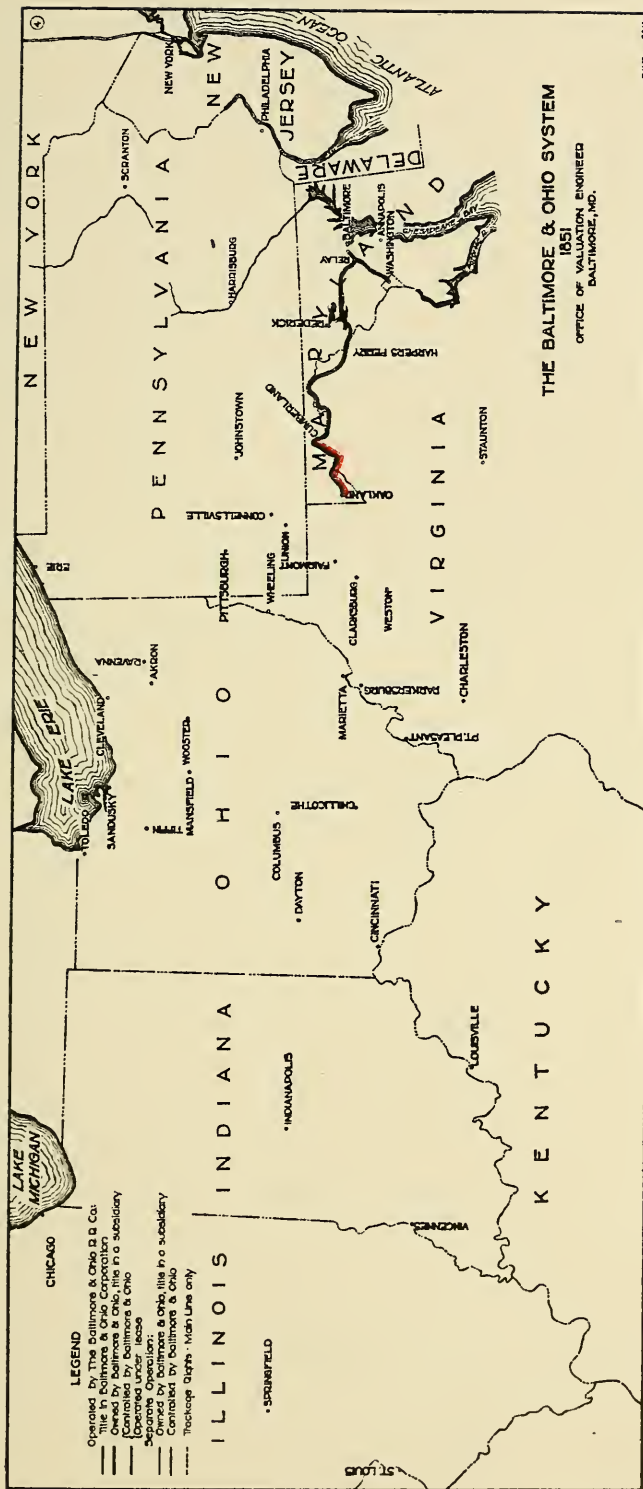 4
NEW YORK
LAKE ERIE
ERIE
SCRANTON
NEW YORK
NEW JERSEY
PHILADELPHIA
ATLANTIC OCEAN
PENNSYLVANIA
HARRISBURG
JOHNSTOWN
CONNELLSVILLE
PITTSBURGH
WHEELING
UNION
FAIRMONT
DELAWARE
MARYLAND
BALTIMORE
ANNAPOLIS
CHESAPEAKE BAY
RELAY
WASHINGTON
FREDERICK
HARPERS FERRY
CUMBERLAND
OAKLAND
LAKE MICHIGAN
CHICAGO
TOLEDO
SANDUSKY
CLEVELAND
RAVENNA
AKRON
TIFFIN
MANSFIELD
WOOSTER
OHIO
COLUMBUS
DAYTON
CHILLICOTHE
CINCINNATI
MARIETTA
PARKERSBURG
PT. PLEASANT
CLARKSBURG
WESTON
CHARLESTON
VIRGINIA
STAUNTON
INDIANA
INDIANAPOLIS
LOUISVILLE
VINCENNES
KENTUCKY
ILLINOIS
SPRINGFIELD
ST. LOUIS
LEGEND
Operated by The Baltimore & Ohio R R Co:
Title in Baltimore & Ohio Corporation
Owned by Baltimore & Ohio, title in a subsidiary
Controlled by Baltimore & Ohio
Operated under lease
Separate Operation:
Owned by Baltimore & Ohio, title in a subsidiary
Controlled by Baltimore & Ohio
Trackage Rights - Main Line only
THE BALTIMORE & OHIO SYSTEM
1851
OFFICE OF VALUATION ENGINEER
BALTIMORE, MD.